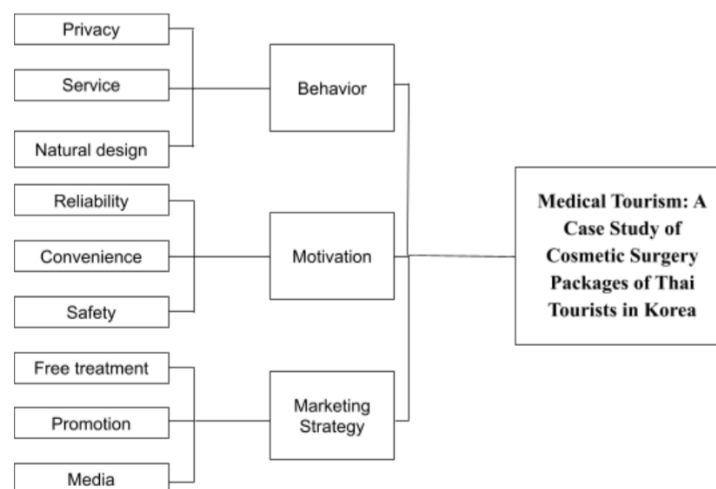 Privacy
Service
Natural design
Behavior
Reliability
Convenience
Safety
Motivation
Free treatment
Promotion
Media
Marketing
Strategy
Medical Tourism: A
Case Study of
Cosmetic Surgery
Packages of Thai
Tourists in Korea